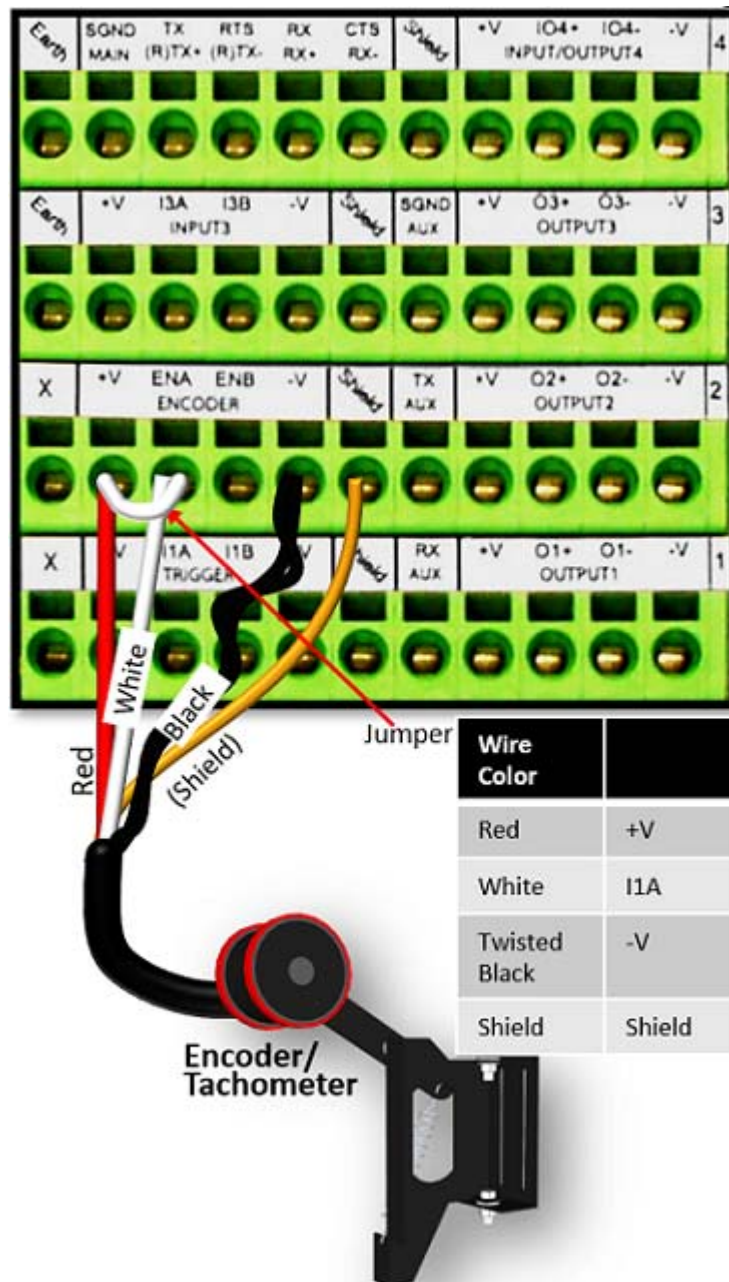 Earth SGND TX RTS RX CTS Shield +V IO4+ IO4- -V 4
MAIN (R)TX+ (R)TX- RX+ RX- INPUT/OUTPUT4
Earth +V I3A I3B -V Shield SGND +V O3+ O3- -V 3
INPUT3 AUX OUTPUT3
X +V ENA ENB -V Shield TX +V O2+ O2- -V 2
ENCODER AUX OUTPUT2
X V I1A I1B V Shield RX +V O1+ O1- -V 1
TRIGGER AUX OUTPUT1
Red
White
Black
(Shield)
Jumper
Wire
Color
Red +V
White I1A
Twisted
Black -V
Shield Shield
Encoder/
Tachometer